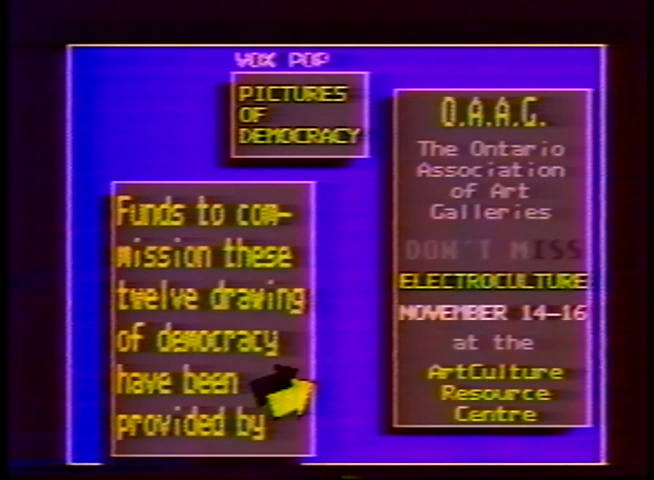 VOX POP
PICTURES
OF
DEMOCRACY
Funds to com-
mission these
twelve drawing
of democracy
have been
provided by
O.A.A.G.
The Ontario
Association
of Art
Galleries
DON'T MISS
ELECTROCULTURE
NOVEMBER 14-16
at the
ArtCulture
Resource
Centre